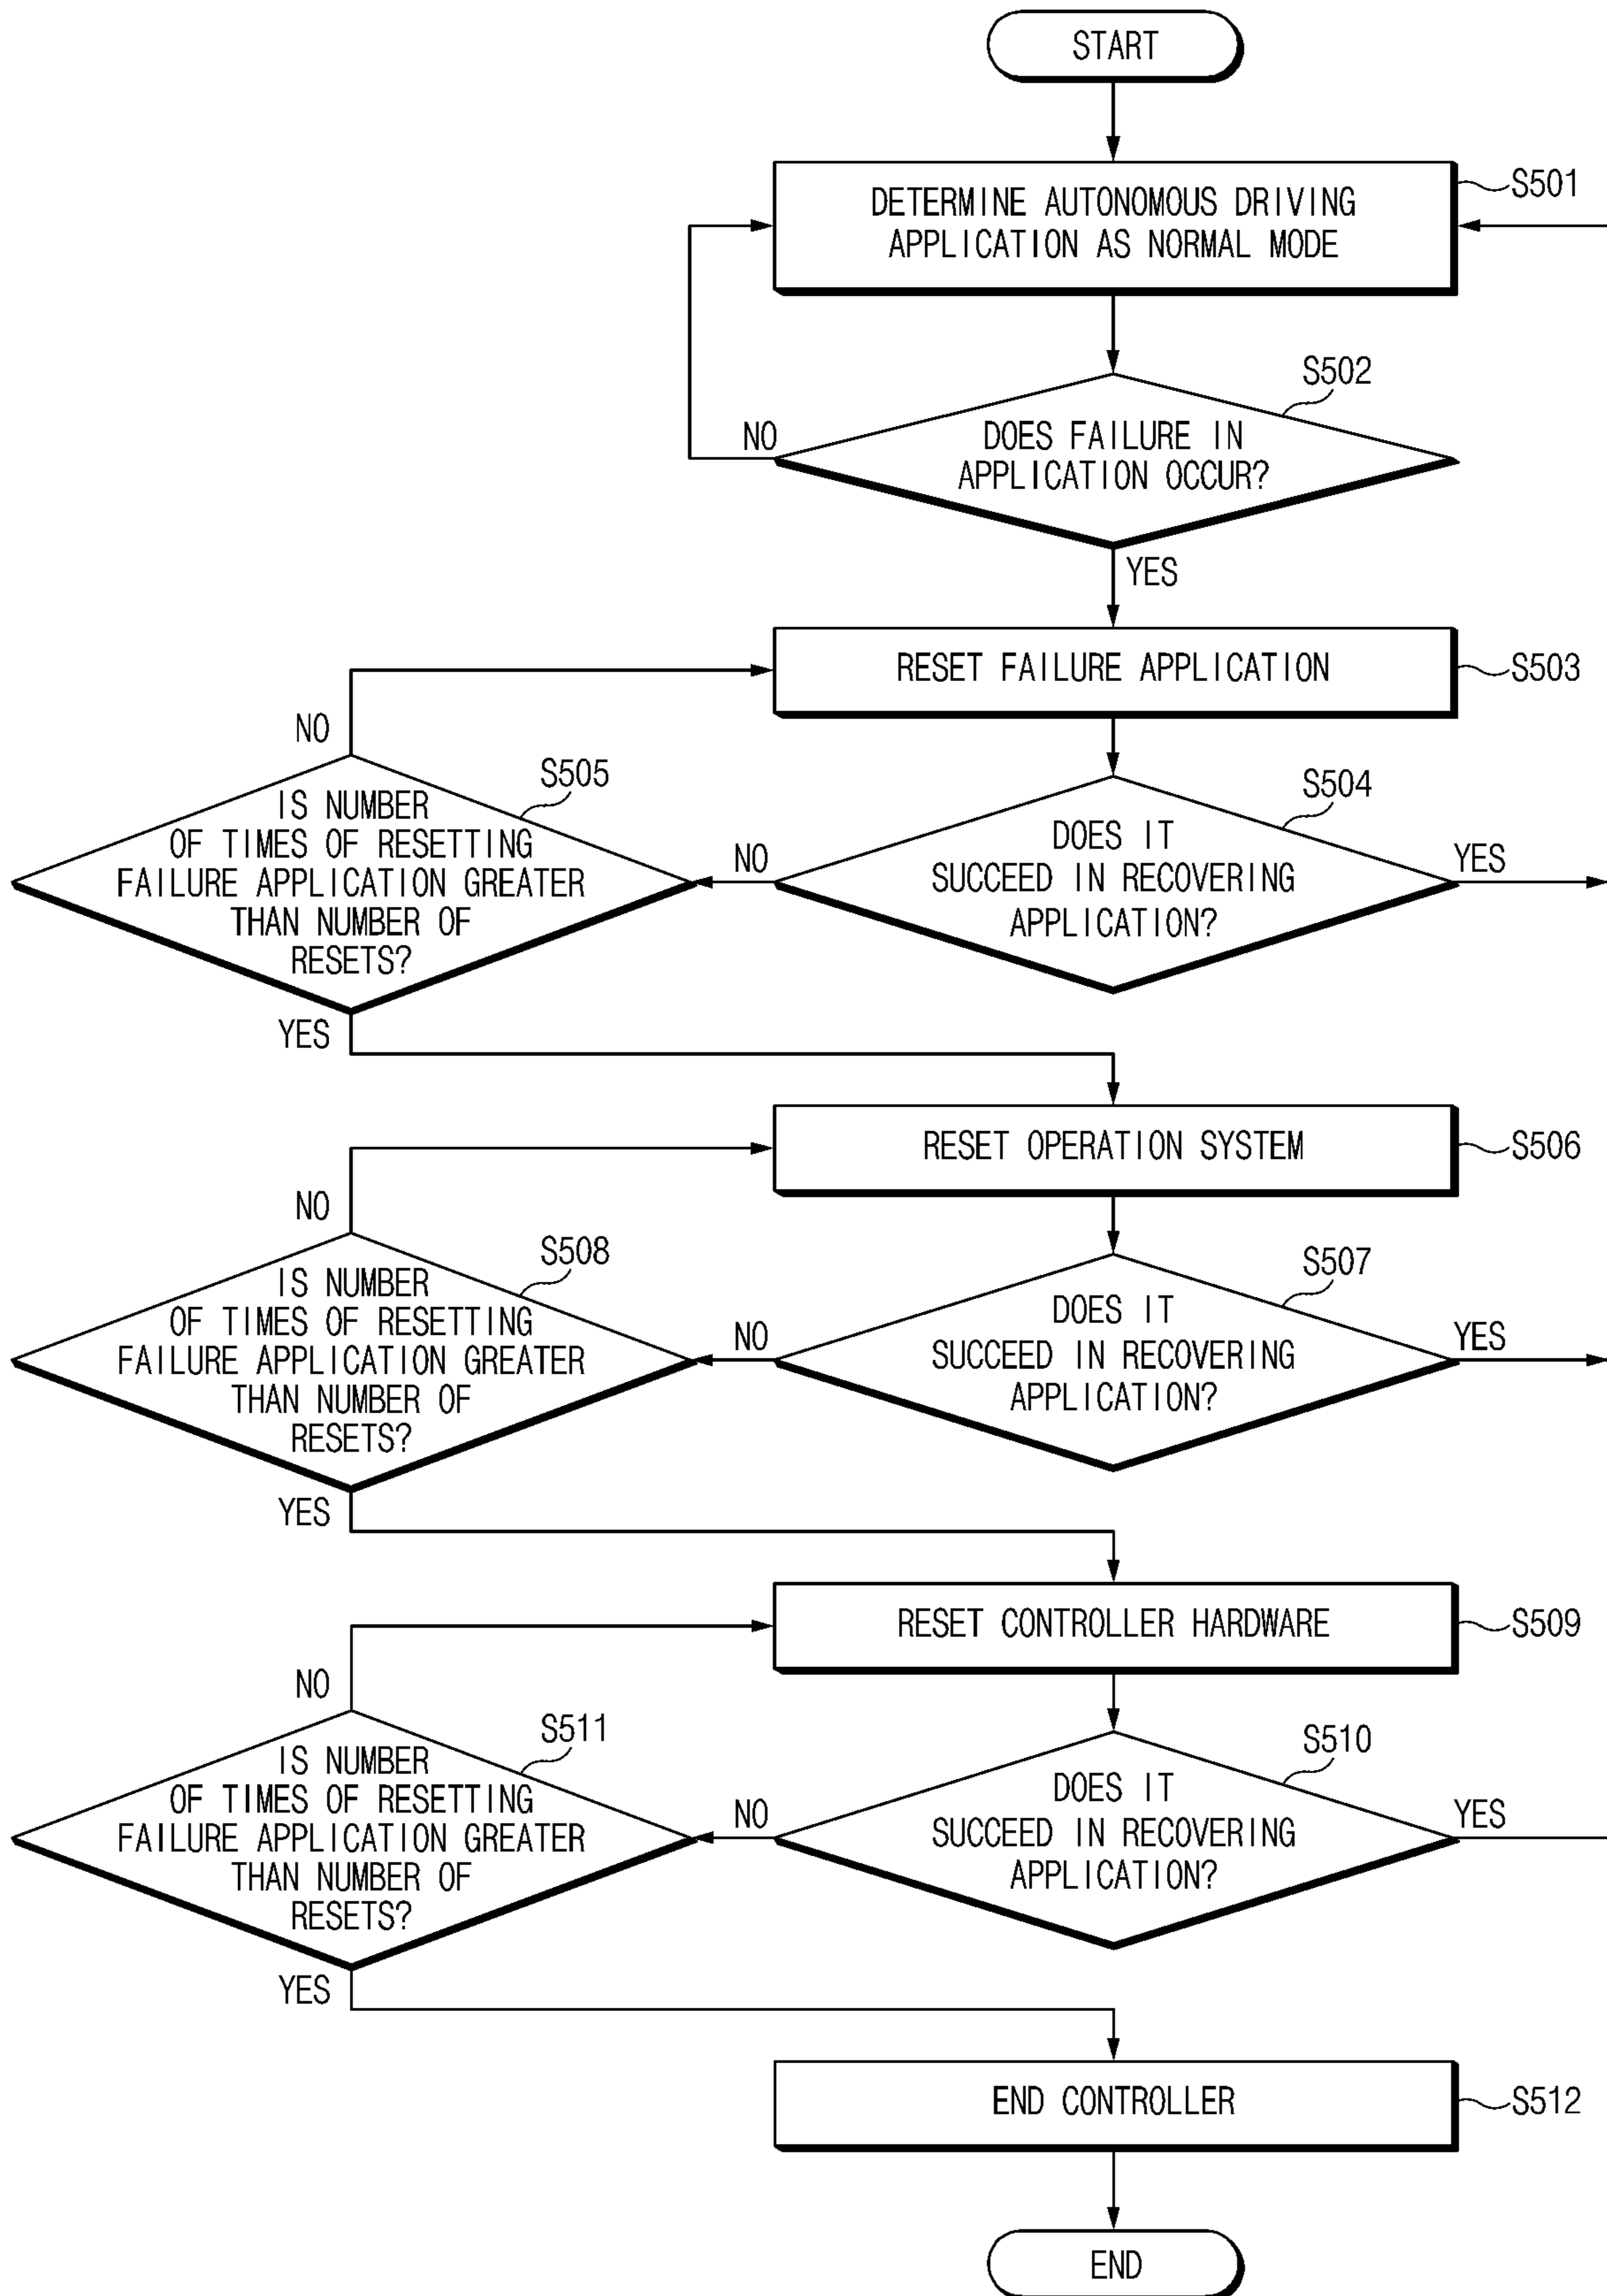 START
DETERMINE AUTONOMOUS DRIVING
APPLICATION AS NORMAL MODE
S501
S502
DOES FAILURE IN
APPLICATION OCCUR?
NO
YES
RESET FAILURE APPLICATION
S503
NO
S505
IS NUMBER
OF TIMES OF RESETTING
FAILURE APPLICATION GREATER
THAN NUMBER OF
RESETS?
NO
S504
DOES IT
SUCCEED IN RECOVERING
APPLICATION?
YES
YES
RESET OPERATION SYSTEM
S506
NO
S508
IS NUMBER
OF TIMES OF RESETTING
FAILURE APPLICATION GREATER
THAN NUMBER OF
RESETS?
NO
S507
DOES IT
SUCCEED IN RECOVERING
APPLICATION?
YES
YES
RESET CONTROLLER HARDWARE
S509
NO
S511
IS NUMBER
OF TIMES OF RESETTING
FAILURE APPLICATION GREATER
THAN NUMBER OF
RESETS?
NO
S510
DOES IT
SUCCEED IN RECOVERING
APPLICATION?
YES
YES
END CONTROLLER
S512
END